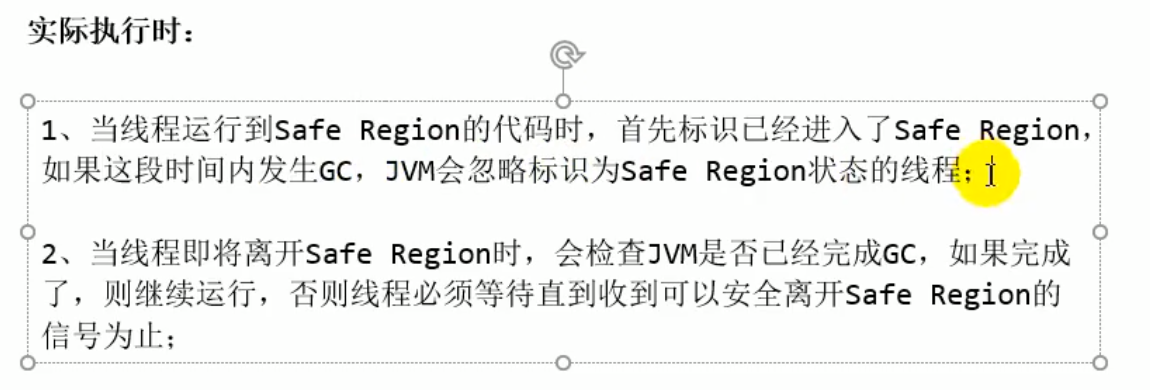 实际执行时：
1、当线程运行到Safe Region的代码时，首先标识已经进入了Safe Region，
如果这段时间内发生GC，JVM会忽略标识为Safe Region状态的线程；
2、当线程即将离开Safe Region时，会检查JVM是否已经完成GC，如果完成
了，则继续运行，否则线程必须等待直到收到可以安全离开Safe Region的
信号为止；